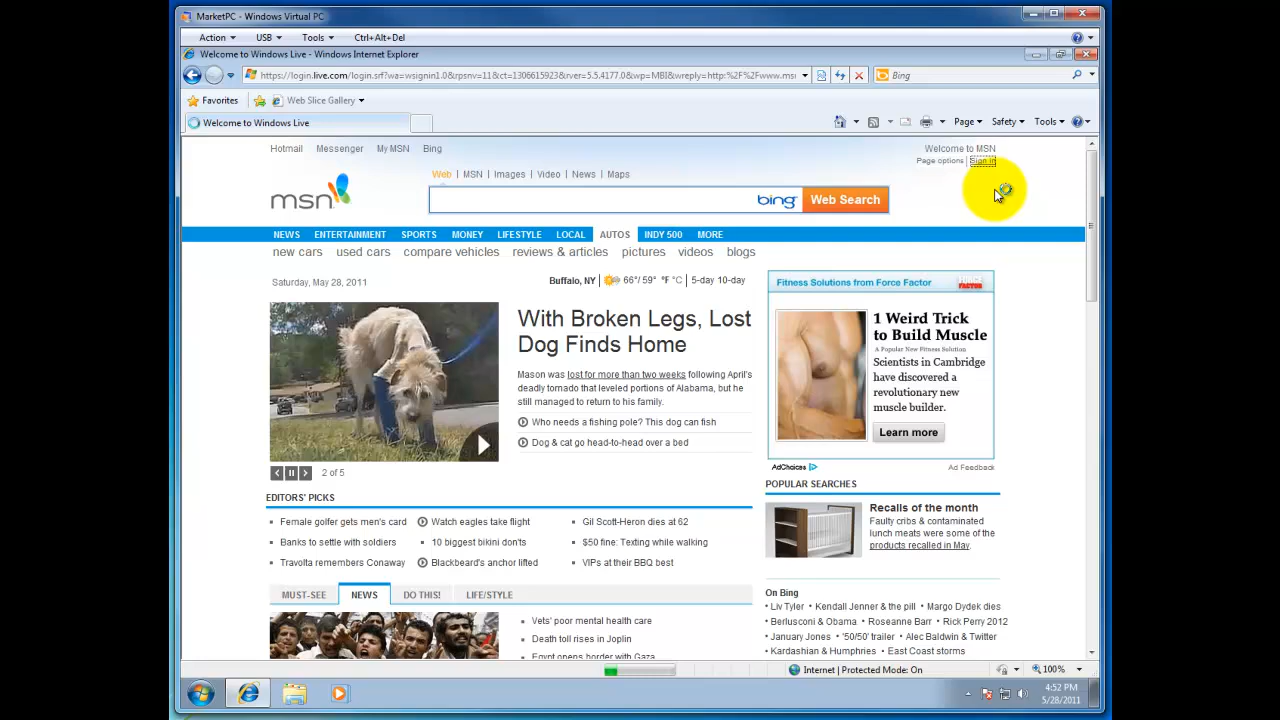 MarketPC - Windows Virtual PC
Action USB Tools Ctrl+Alt+Del
Welcome to Windows Live - Windows Internet Explorer
https://login.live.com/login.srf?wa=wsignin1.0&rpsnv=11&ct=1306615923&rver=5.5.4177.0&wp=MBI&wreply=http:%2F%2Fwww.ms
Bing
Favorites Web Slice Gallery
Welcome to Windows Live
Page Safety Tools
Hotmail Messenger My MSN Bing
Welcome to MSN
Page options | Sign in
Web | MSN | Images | Video | News | Maps
msn
bing Web Search
NEWS ENTERTAINMENT SPORTS MONEY LIFESTYLE LOCAL AUTOS INDY 500 MORE
new cars used cars compare vehicles reviews & articles pictures videos blogs
Saturday, May 28, 2011
Buffalo, NY 66°/ 59° °F °C 5-day 10-day
With Broken Legs, Lost
Dog Finds Home
Mason was lost for more than two weeks following April's
deadly tornado that leveled portions of Alabama, but he
still managed to return to his family.
Who needs a fishing pole? This dog can fish
Dog & cat go head-to-head over a bed
2 of 5
Fitness Solutions from Force Factor
FORCE FACTOR
1 Weird Trick
to Build Muscle
A Popular New Fitness Solution
Scientists in Cambridge
have discovered a
revolutionary new
muscle builder.
Learn more
AdChoices Ad Feedback
EDITORS' PICKS
Female golfer gets men's card
Watch eagles take flight
Gil Scott-Heron dies at 62
Banks to settle with soldiers
10 biggest bikini don'ts
$50 fine: Texting while walking
Travolta remembers Conaway
Blackbeard's anchor lifted
VIPs at their BBQ best
POPULAR SEARCHES
Recalls of the month
Faulty cribs & contaminated
lunch meats were some of the
products recalled in May.
MUST-SEE NEWS DO THIS! LIFE/STYLE
Vets' poor mental health care
Death toll rises in Joplin
Egypt opens border with Gaza
On Bing
• Liv Tyler • Kendall Jenner & the pill • Margo Dydek dies
• Berlusconi & Obama • Roseanne Barr • Rick Perry 2012
• January Jones • '50/50' trailer • Alec Baldwin & Twitter
• Kardashian & Humphries • East Coast storms
Internet | Protected Mode: On
100%
4:52 PM
5/28/2011